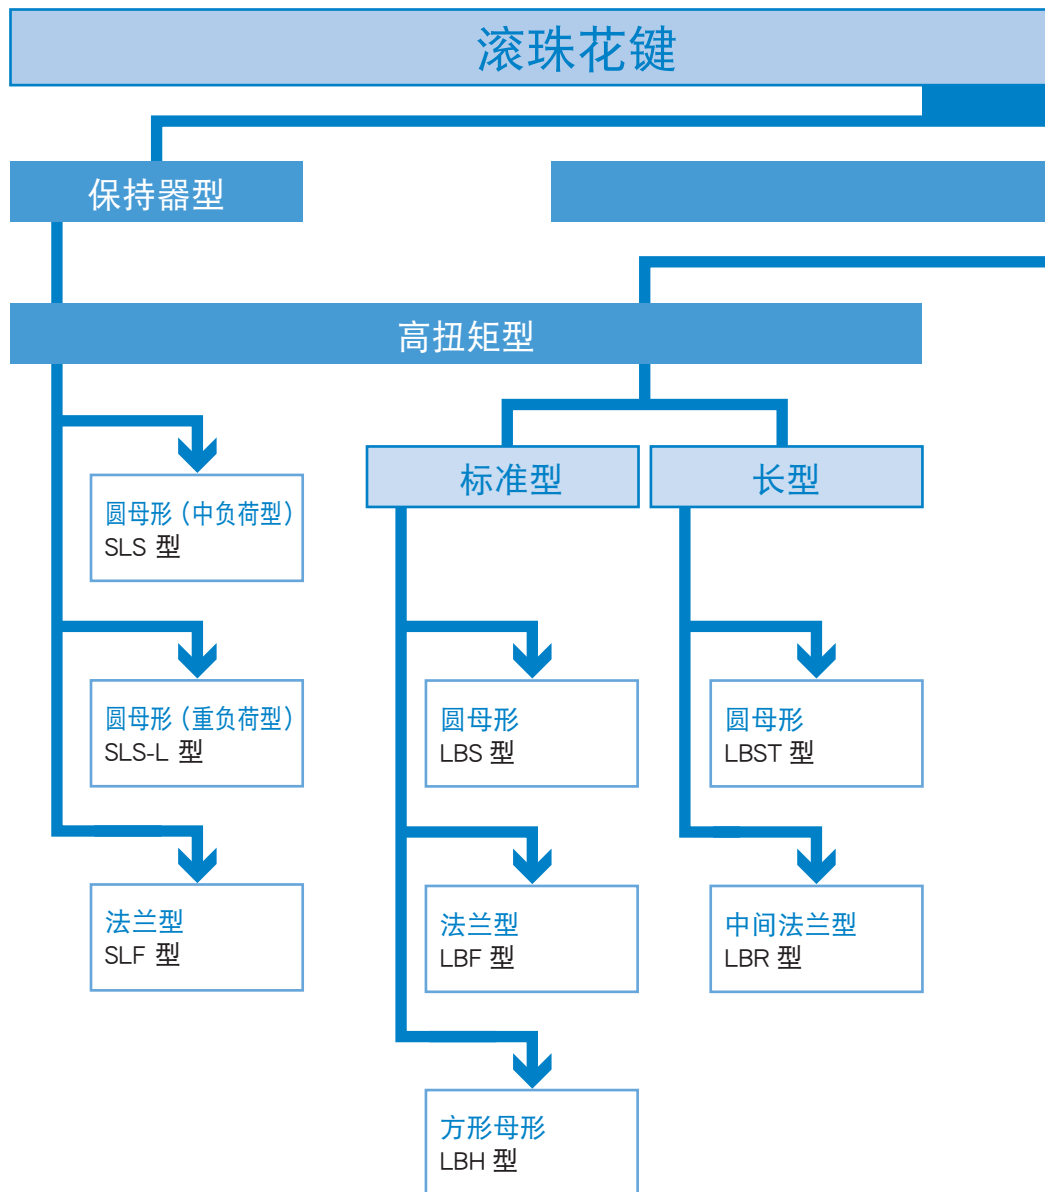 滚珠花键
保持器型
高扭矩型
标准型
长型
圆母形（中负荷型）
SLS 型
圆母形（重负荷型）
SLS-L 型
法兰型
SLF 型
圆母形
LBS 型
法兰型
LBF 型
方形母形
LBH 型
圆母形
LBST 型
中间法兰型
LBR 型